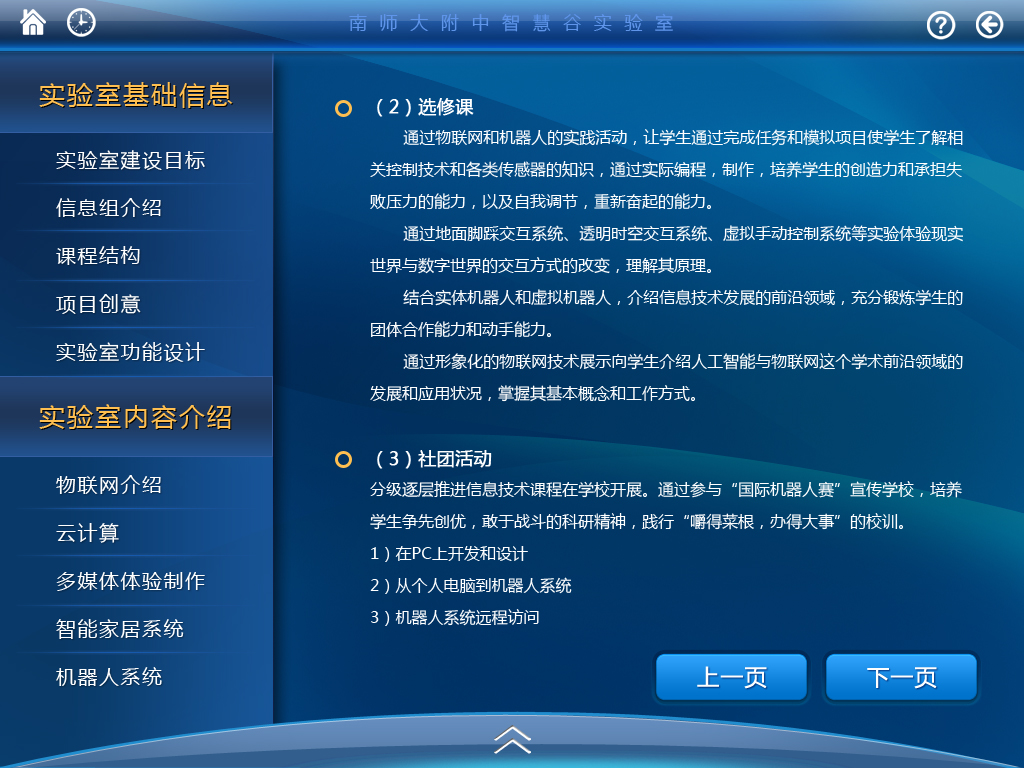 南师大附中智慧谷实验室
实验室基础信息
实验室建设目标
信息组介绍
课程结构
项目创意
实验室功能设计
实验室内容介绍
物联网介绍
云计算
多媒体体验制作
智能家居系统
机器人系统
（2）选修课
通过物联网和机器人的实践活动，让学生通过完成任务和模拟项目使学生了解相
关控制技术和各类传感器的知识，通过实际编程，制作，培养学生的创造力和承担失
败压力的能力，以及自我调节，重新奋起的能力。
通过地面脚踩交互系统、透明时空交互系统、虚拟手动控制系统等实验体验现实
世界与数字世界的交互方式的改变，理解其原理。
结合实体机器人和虚拟机器人，介绍信息技术发展的前沿领域，充分锻炼学生的
团体合作能力和动手能力。
通过形象化的物联网技术展示向学生介绍人工智能与物联网这个学术前沿领域的
发展和应用状况，掌握其基本概念和工作方式。
（3）社团活动
分级逐层推进信息技术课程在学校开展。通过参与“国际机器人赛”宣传学校，培养
学生争先创优，敢于战斗的科研精神，践行“嚼得菜根，办得大事”的校训。
1）在PC上开发和设计
2）从个人电脑到机器人系统
3）机器人系统远程访问
上一页
下一页